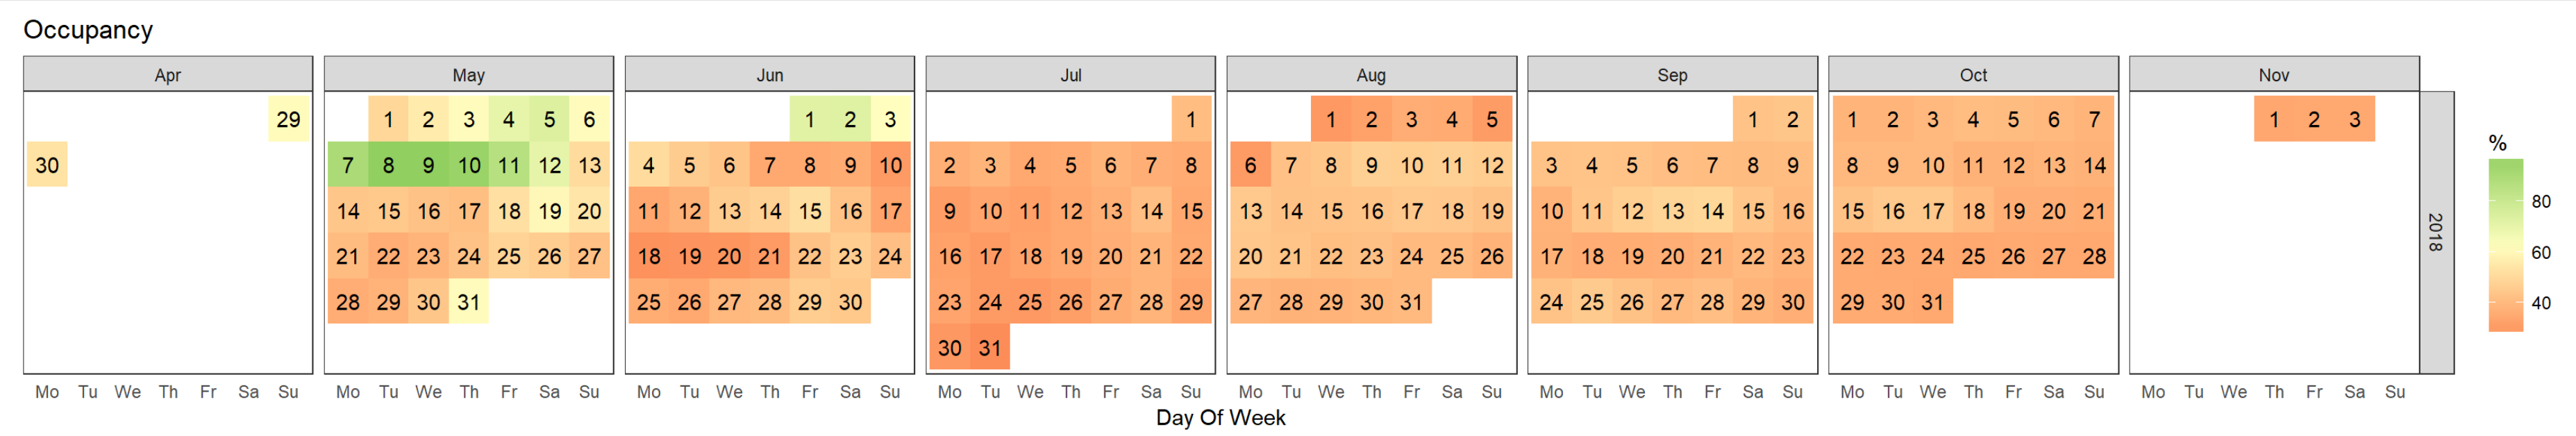 Occupancy
Apr May Jun Jul Aug Sep Oct Nov
29 1 2 3 4 5 6 1 2 3 1 1 2 3 4 5 1 2 1 2 3 4 5 6 7 1 2 3
30 7 8 9 10 11 12 13 4 5 6 7 8 9 10 2 3 4 5 6 7 8 6 7 8 9 10 11 12 3 4 5 6 7 8 9 8 9 10 11 12 13 14
14 15 16 17 18 19 20 11 12 13 14 15 16 17 9 10 11 12 13 14 15 13 14 15 16 17 18 19 10 11 12 13 14 15 16 15 16 17 18 19 20 21
21 22 23 24 25 26 27 18 19 20 21 22 23 24 16 17 18 19 20 21 22 20 21 22 23 24 25 26 17 18 19 20 21 22 23 22 23 24 25 26 27 28
28 29 30 31 25 26 27 28 29 30 23 24 25 26 27 28 29 27 28 29 30 31 24 25 26 27 28 29 30 29 30 31
30 31
Mo Tu We Th Fr Sa Su Mo Tu We Th Fr Sa Su Mo Tu We Th Fr Sa Su Mo Tu We Th Fr Sa Su Mo Tu We Th Fr Sa Su Mo Tu We Th Fr Sa Su Mo Tu We Th Fr Sa Su Mo Tu We Th Fr Sa Su
Day Of Week
2018
%
80
60
40